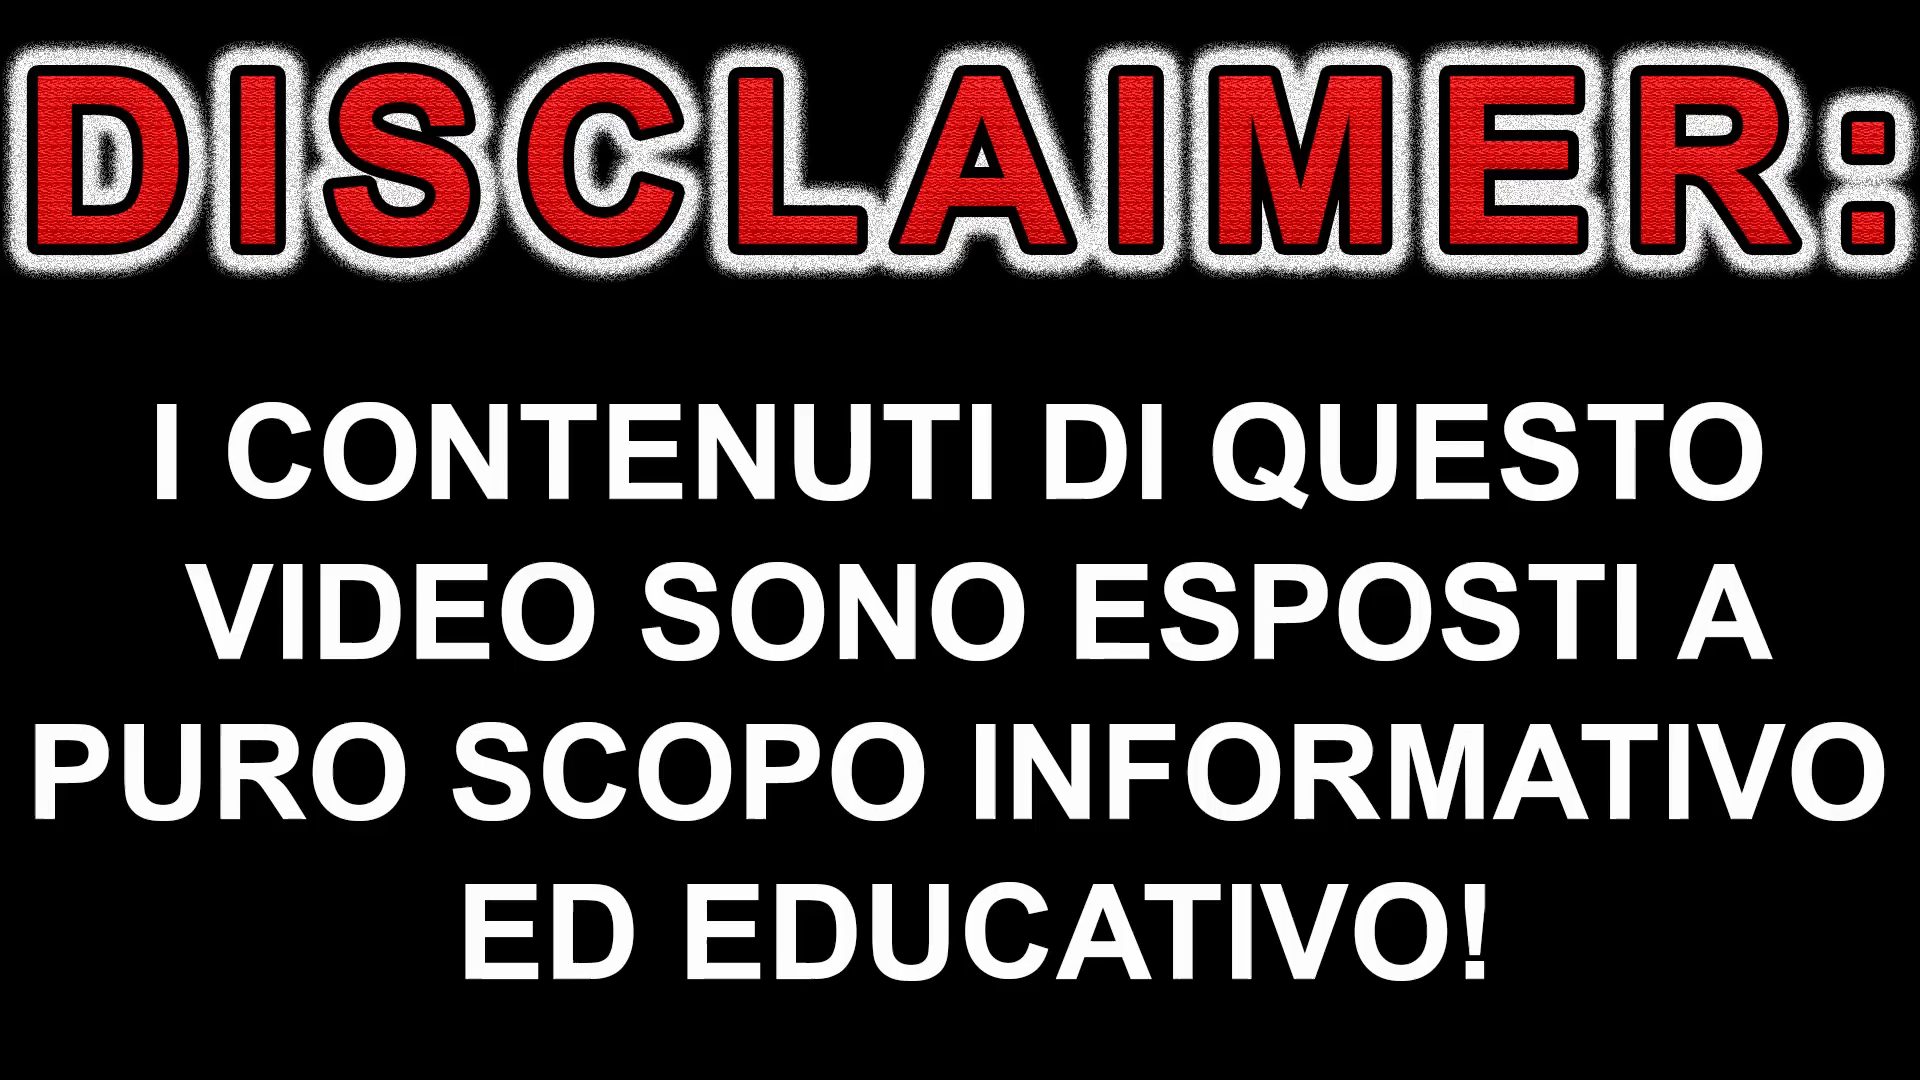 DISCLAIMER:
I CONTENUTI DI QUESTO
VIDEO SONO ESPOSTI A
PURO SCOPO INFORMATIVO
ED EDUCATIVO!